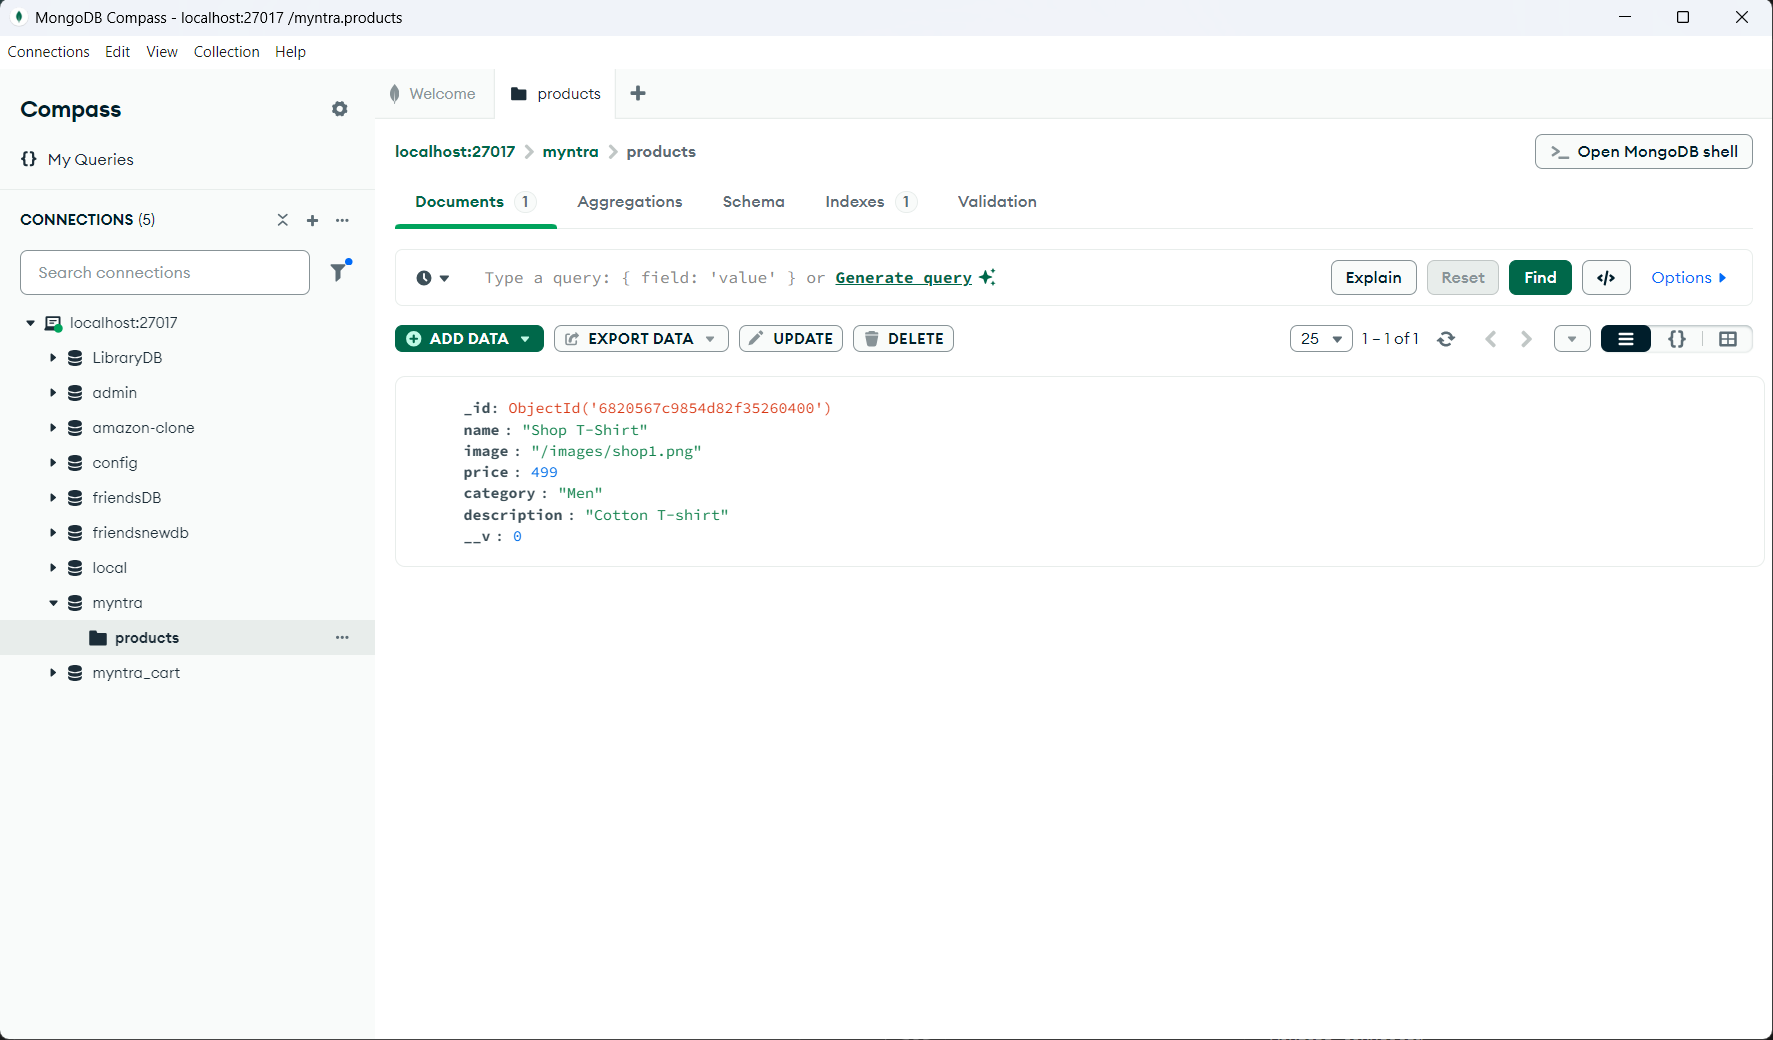 MongoDB Compass - localhost:27017 /myntra.products
Connections Edit View Collection Help
Compass
{} My Queries
CONNECTIONS (5)
Search connections
localhost:27017
LibraryDB
admin
amazon-clone
config
friendsDB
friendsnewdb
local
myntra
products
myntra_cart
Welcome
products
localhost:27017 > myntra > products
>_ Open MongoDB shell
Documents 1 Aggregations Schema Indexes 1 Validation
Type a query: { field: 'value' } or Generate query
Explain Reset Find </> Options
ADD DATA EXPORT DATA UPDATE DELETE
25 1 – 1 of 1 {}
_id: ObjectId('6820567c9854d82f35260400')
name : "Shop T-Shirt"
image : "/images/shop1.png"
price : 499
category : "Men"
description : "Cotton T-shirt"
__v : 0